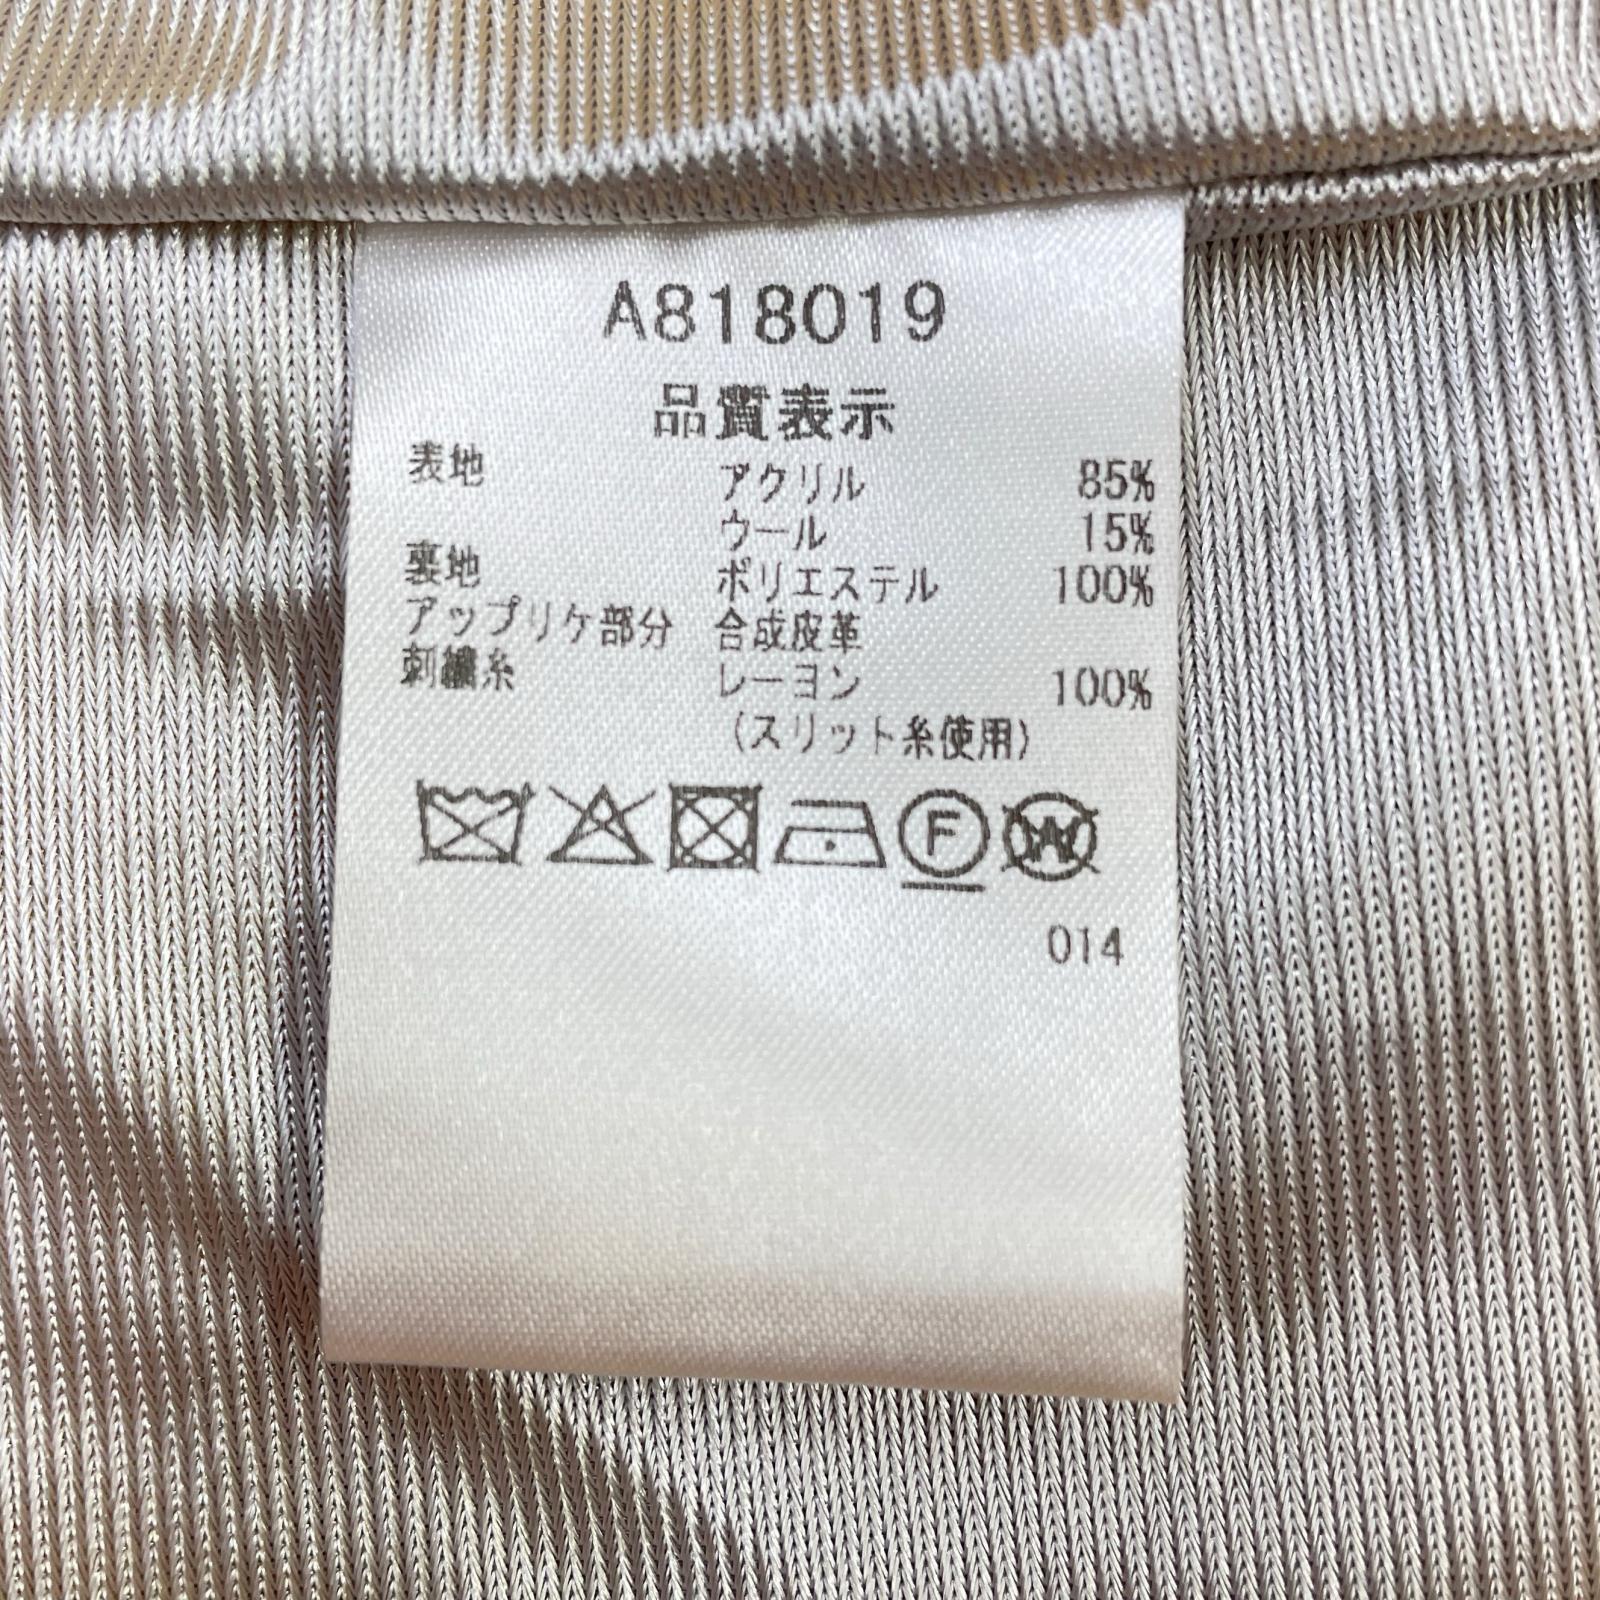 A818019
品質表示
表地 アクリル 85%
ウール 15%
裏地 ポリエステル 100%
アップリケ部分 合成皮革
刺繍糸 レーヨン 100%
(スリット糸使用)
F W
014